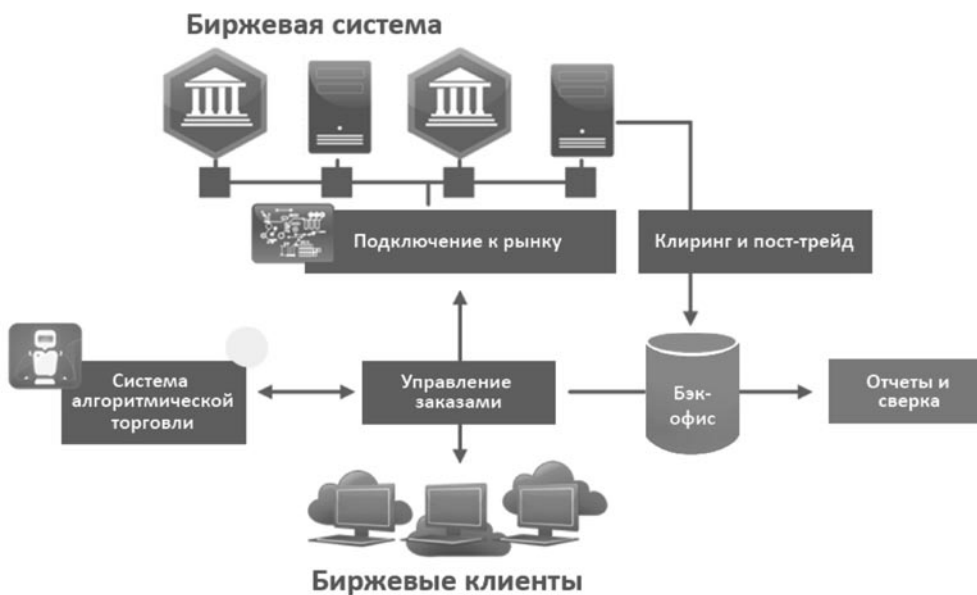 Биржевая система
Подключение к рынку
Клиринг и пост-трейд
Система
алгоритмической
торговли
Управление
заказами
Бэк-
офис
Отчеты и
сверка
Биржевые клиенты